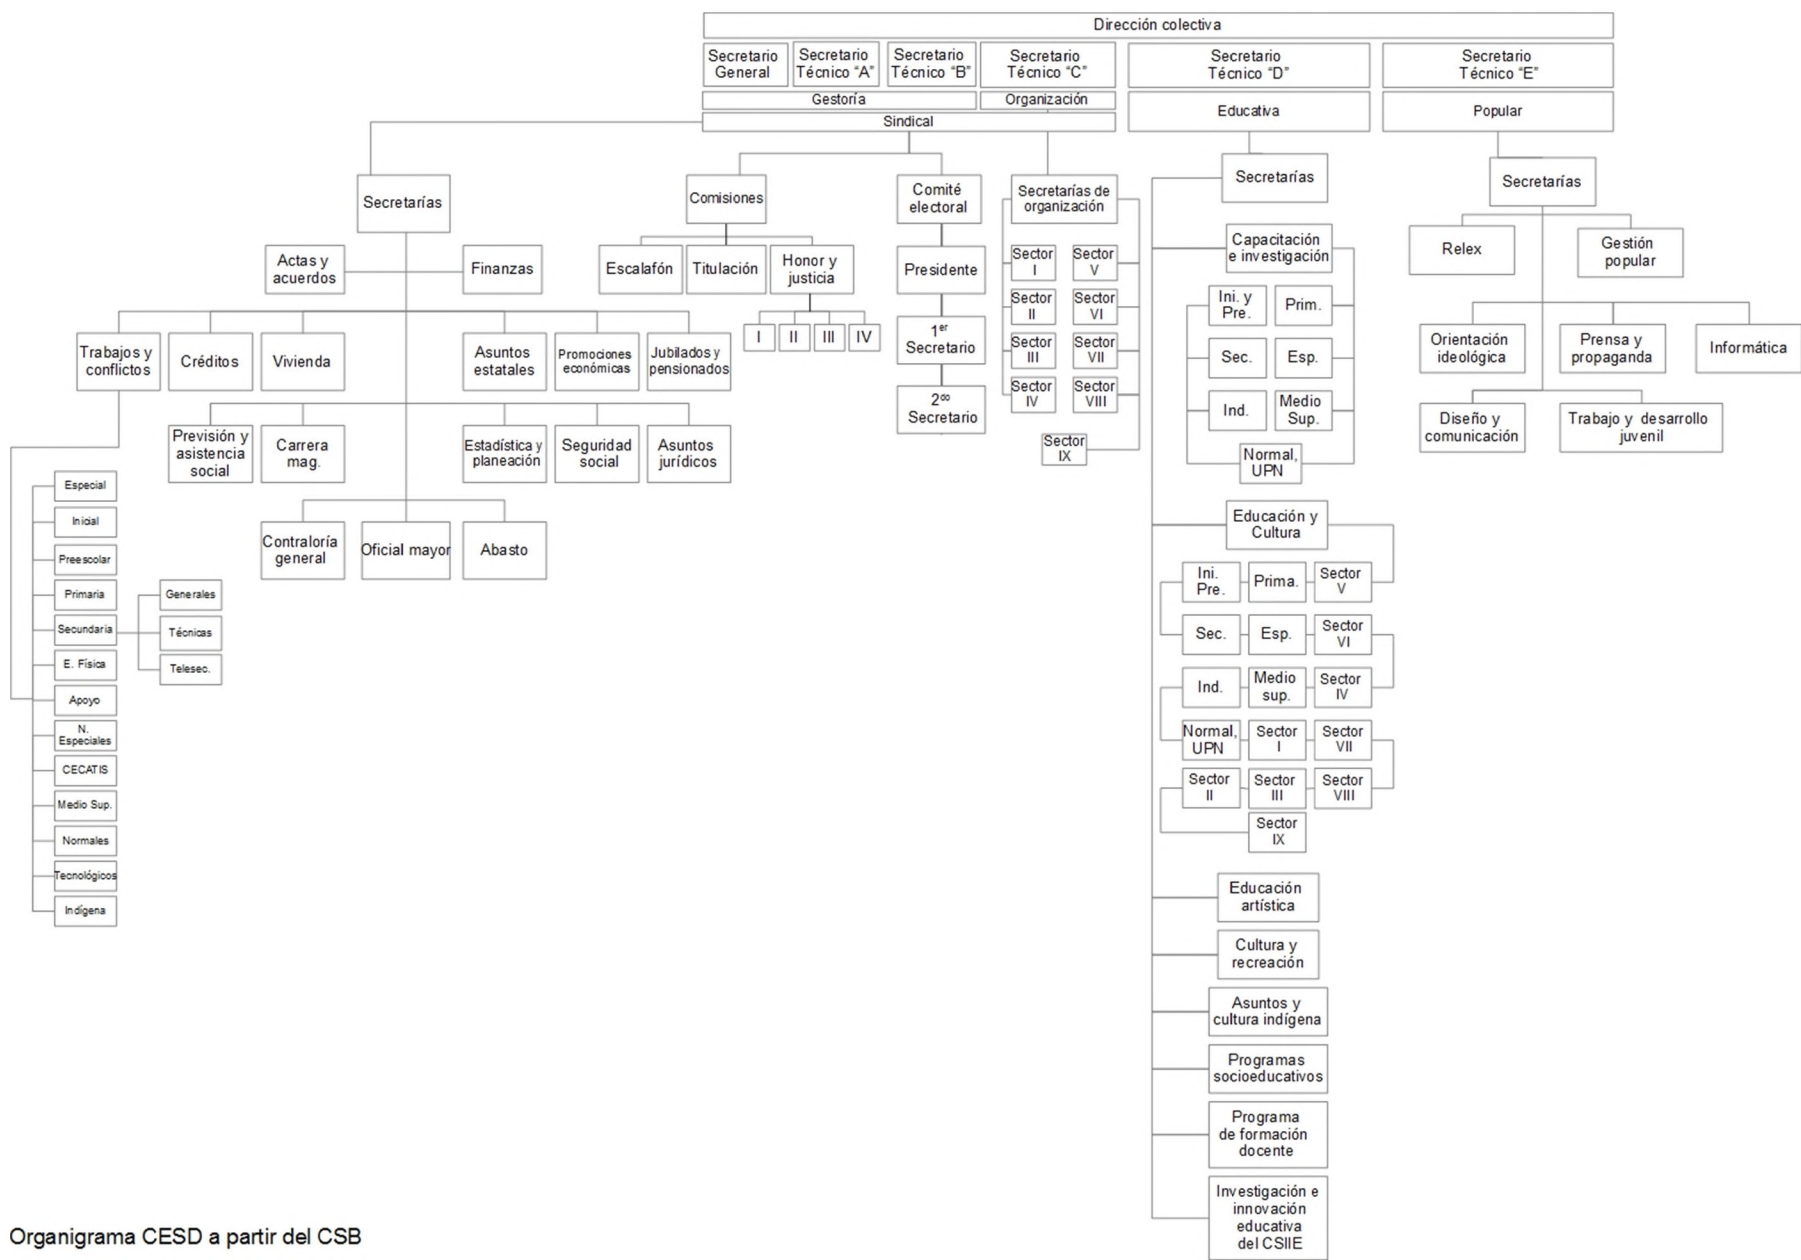 Dirección colectiva
Secretario
General
Secretario
Técnico “A”
Secretario
Técnico “B”
Secretario
Técnico “C”
Secretario
Técnico “D”
Secretario
Técnico “E”
Gestoría
Organización
Educativa
Popular
Sindical
Secretarías
Actas y
acuerdos
Finanzas
Trabajos y
conflictos
Créditos
Vivienda
Asuntos
estatales
Promociones
económicas
Jubilados y
pensionados
Previsión y
asistencia
social
Carrera
mag.
Estadística y
planeación
Seguridad
social
Asuntos
jurídicos
Contraloría
general
Oficial mayor
Abasto
Especial
Inicial
Preescolar
Primaria
Secundaria
Generales
Técnicas
Telesec.
E. Física
Apoyo
N.
Especiales
CECATIS
Medio Sup.
Normales
Tecnológicos
Indígena
Comisiones
Escalafón
Titulación
Honor y
justicia
I
II
III
IV
Comité
electoral
Presidente
1er
Secretario
2do
Secretario
Secretarías de
organización
Sector
I
Sector
V
Sector
II
Sector
VI
Sector
III
Sector
VII
Sector
IV
Sector
VIII
Sector
IX
Secretarías
Capacitación
e investigación
Ini. y
Pre.
Prim.
Sec.
Esp.
Ind.
Medio
Sup.
Normal,
UPN
Educación y
Cultura
Ini.
Pre.
Prima.
Sector
V
Sec.
Esp.
Sector
VI
Ind.
Medio
sup.
Sector
IV
Normal,
UPN
Sector
I
Sector
VII
Sector
II
Sector
III
Sector
VIII
Sector
IX
Educación
artística
Cultura y
recreación
Asuntos y
cultura indígena
Programas
socioeducativos
Programa
de formación
docente
Investigación e
innovación
educativa
del CSIIE
Secretarías
Relex
Gestión
popular
Orientación
ideológica
Prensa y
propaganda
Informática
Diseño y
comunicación
Trabajo y desarrollo
juvenil
Organigrama CESD a partir del CSB